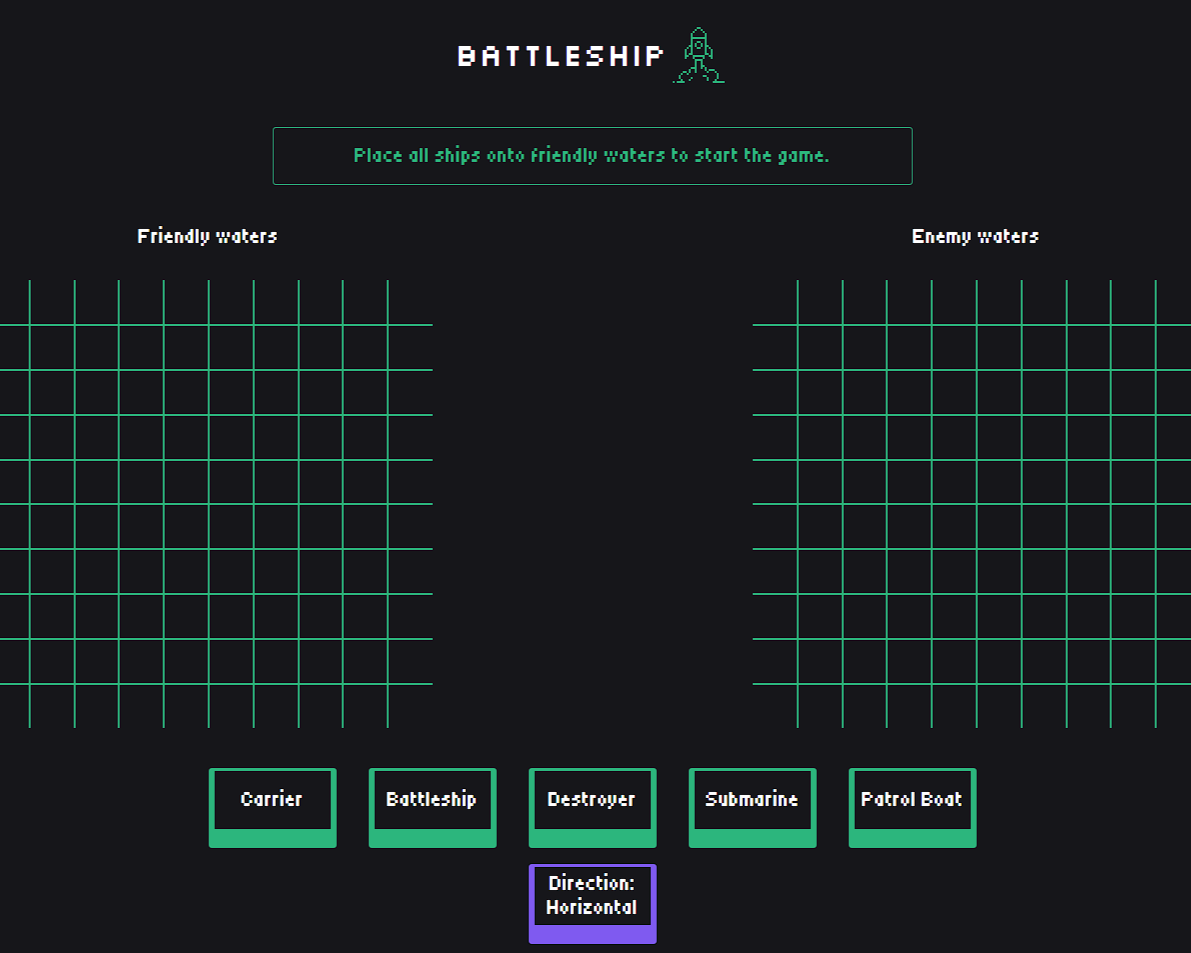 BATTLESHIP
Place all ships onto friendly waters to start the game.
Friendly waters
Enemy waters
Carrier
Battleship
Destroyer
Submarine
Patrol Boat
Direction:
Horizontal